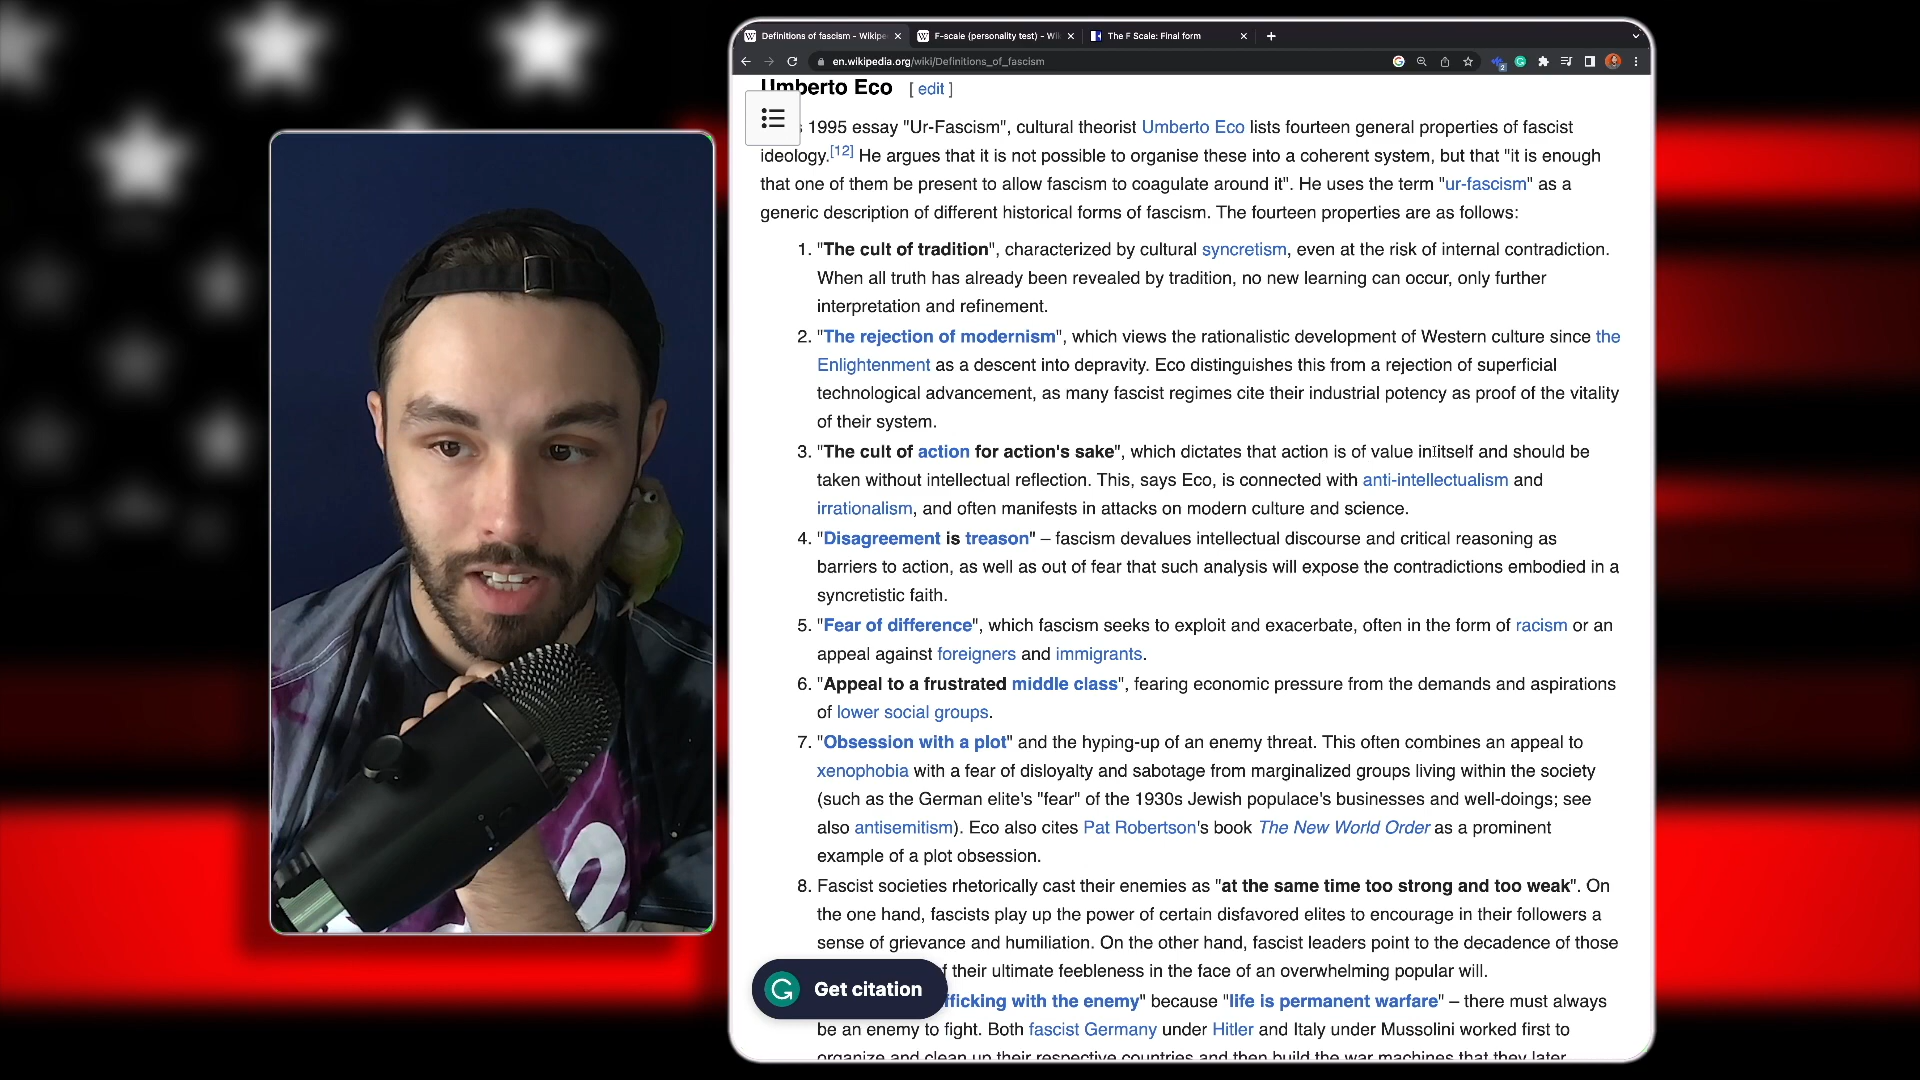 Definitions of fascism - Wikipe
F-scale (personality test) - Wi
The F Scale: Final form
en.wikipedia.org/wiki/Definitions_of_fascism
2
Umberto Eco [ edit ]
1995 essay "Ur-Fascism", cultural theorist Umberto Eco lists fourteen general properties of fascist
ideology.[12] He argues that it is not possible to organise these into a coherent system, but that "it is enough
that one of them be present to allow fascism to coagulate around it". He uses the term "ur-fascism" as a
generic description of different historical forms of fascism. The fourteen properties are as follows:
1. "The cult of tradition", characterized by cultural syncretism, even at the risk of internal contradiction.
When all truth has already been revealed by tradition, no new learning can occur, only further
interpretation and refinement.
2. "The rejection of modernism", which views the rationalistic development of Western culture since the
Enlightenment as a descent into depravity. Eco distinguishes this from a rejection of superficial
technological advancement, as many fascist regimes cite their industrial potency as proof of the vitality
of their system.
3. "The cult of action for action's sake", which dictates that action is of value in itself and should be
taken without intellectual reflection. This, says Eco, is connected with anti-intellectualism and
irrationalism, and often manifests in attacks on modern culture and science.
4. "Disagreement is treason" – fascism devalues intellectual discourse and critical reasoning as
barriers to action, as well as out of fear that such analysis will expose the contradictions embodied in a
syncretistic faith.
5. "Fear of difference", which fascism seeks to exploit and exacerbate, often in the form of racism or an
appeal against foreigners and immigrants.
6. "Appeal to a frustrated middle class", fearing economic pressure from the demands and aspirations
of lower social groups.
7. "Obsession with a plot" and the hyping-up of an enemy threat. This often combines an appeal to
xenophobia with a fear of disloyalty and sabotage from marginalized groups living within the society
(such as the German elite's "fear" of the 1930s Jewish populace's businesses and well-doings; see
also antisemitism). Eco also cites Pat Robertson's book The New World Order as a prominent
example of a plot obsession.
8. Fascist societies rhetorically cast their enemies as "at the same time too strong and too weak". On
the one hand, fascists play up the power of certain disfavored elites to encourage in their followers a
sense of grievance and humiliation. On the other hand, fascist leaders point to the decadence of those
f their ultimate feebleness in the face of an overwhelming popular will.
Get citation
fficking with the enemy" because "life is permanent warfare" – there must always
be an enemy to fight. Both fascist Germany under Hitler and Italy under Mussolini worked first to
organize and clean up their respective countries and then build the war machines that they later